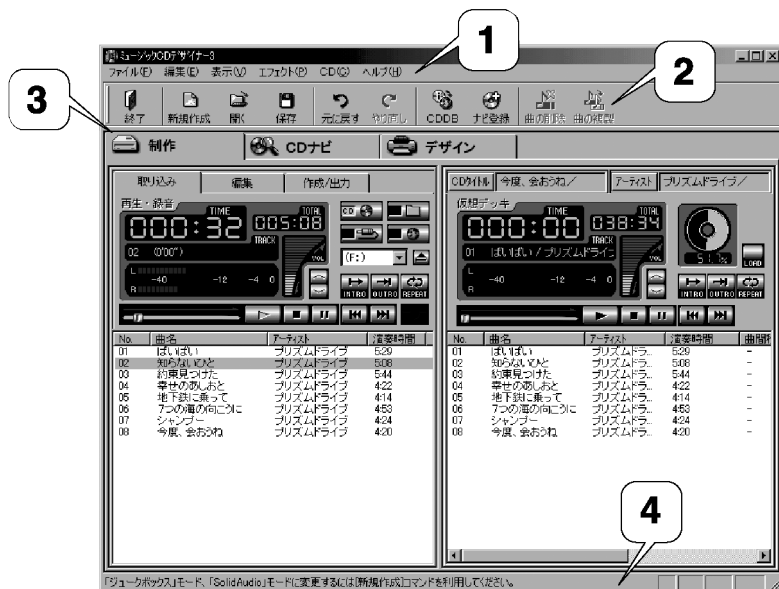 1
2
3
4
ミュージックCDデザイナー3
ファイル(F) 編集(E) 表示(V) エフェクト(P) CD(C) ヘルプ(H)
終了 新規作成 開く 保存 元に戻す やり直し CDDB ナビ登録 曲の削除 曲の複製
制作 CDナビ デザイン
取り込み 編集 作成/出力
再生・録音
TIME TOTAL
000:32 005:08
TRACK
02 (0'00")
VOL
L R -40 -12 -4 0
CD
(F:)
INTRO OUTRO REPEAT
No. 曲名 アーティスト 演奏時間
01 ばいばい プリズムドライブ 5:29
02 知らないひと プリズムドライブ 5:08
03 約束見つけた プリズムドライブ 5:44
04 幸せのあしおと プリズムドライブ 4:22
05 地下鉄に乗って プリズムドライブ 4:14
06 7つの海の向こうに プリズムドライブ 4:53
07 シャンプー プリズムドライブ 4:24
08 今度、会おうね プリズムドライブ 4:20
CDタイトル 今度、会おうね/ アーティスト プリズムドライブ/
仮想デッキ
TIME TOTAL
000:00 038:34
TRACK
01 ばいばい / プリズムドライブ
VOL
L R -40 -12 -4 0
51.7%
LOAD
INTRO OUTRO REPEAT
No. 曲名 アーティスト 演奏時間 曲間
01 ばいばい プリズムドラ... 5:29 -
02 知らないひと プリズムドラ... 5:08 -
03 約束見つけた プリズムドラ... 5:44 -
04 幸せのあしおと プリズムドラ... 4:22 -
05 地下鉄に乗って プリズムドラ... 4:14 -
06 7つの海の向こうに プリズムドラ... 4:53 -
07 シャンプー プリズムドラ... 4:24 -
08 今度、会おうね プリズムドラ... 4:20 -
「ジュークボックス」モード、「SolidAudio」モードに変更するには[新規作成]コマンドを利用してください。